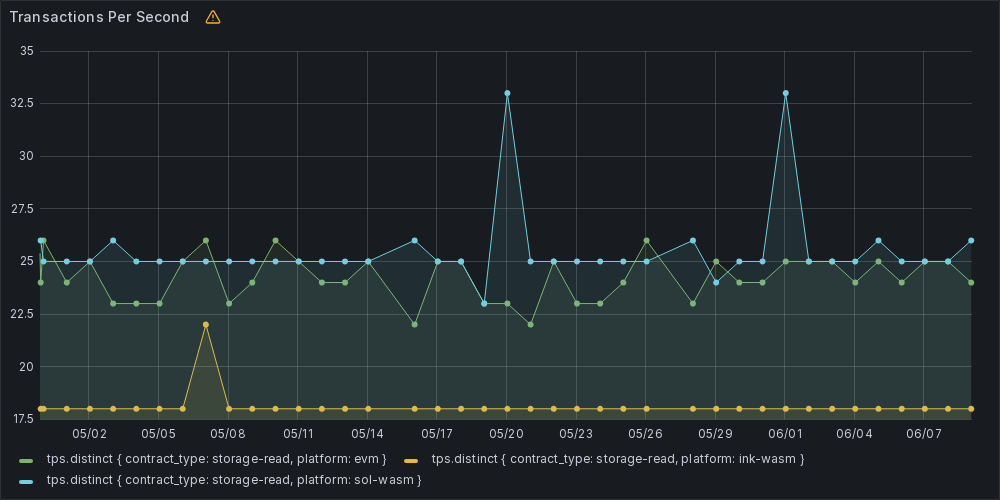 Transactions Per Second
35
32.5
30
27.5
25
22.5
20
17.5
05/02 05/05 05/08 05/11 05/14 05/17 05/20 05/23 05/26 05/29 06/01 06/04 06/07
tps.distinct { contract_type: storage-read, platform: evm } tps.distinct { contract_type: storage-read, platform: ink-wasm }
tps.distinct { contract_type: storage-read, platform: sol-wasm }